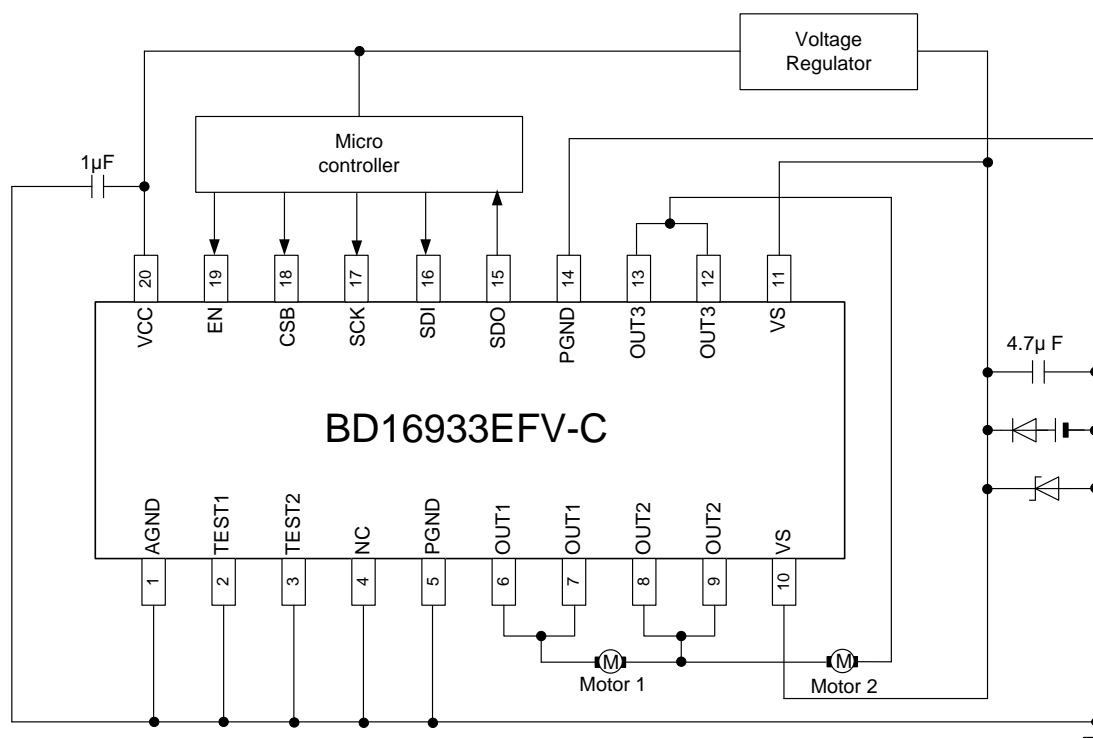 Voltage
Regulator
Micro
controller
1µF
20
19
18
17
16
15
14
13
12
11
VCC
EN
CSB
SCK
SDI
SDO
PGND
OUT3
OUT3
VS
4.7µ F
BD16933EFV-C
AGND
TEST1
TEST2
NC
PGND
OUT1
OUT1
OUT2
OUT2
VS
1
2
3
4
5
6
7
8
9
10
M
M
Motor 1
Motor 2